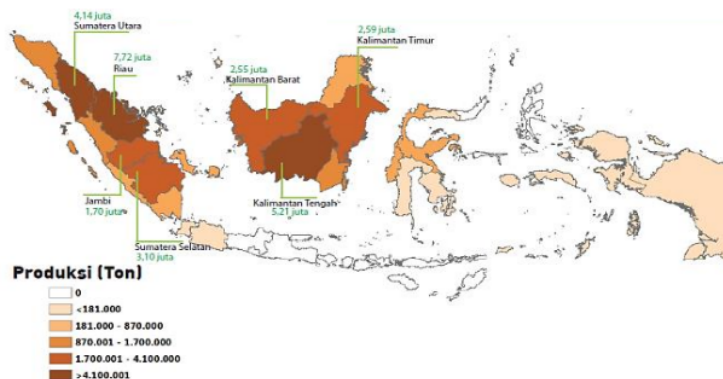 4,14 juta
Sumatera Utara
7,72 juta
Riau
2,59 juta
Kalimantan Timur
2,55 juta
Kalimantan Barat
Jambi
1,70 juta
Sumatera Selatan
3,10 juta
Kalimantan Tengah
5.21 juta
Produksi (Ton)
0
<181.000
181.000 - 870.000
870.001 - 1.700.000
1.700.001 - 4.100.000
>4.100.001